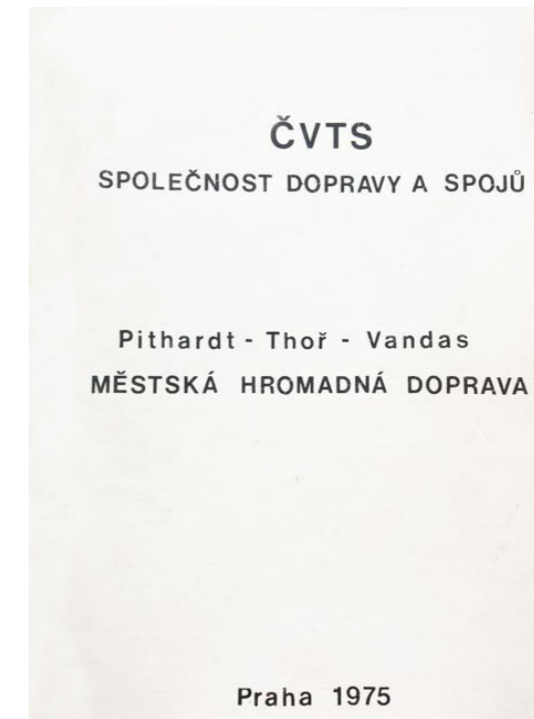 ČVTS
SPOLEČNOST DOPRAVY A SPOJŮ
Pithardt - Thoř - Vandas
MĚSTSKÁ HROMADNÁ DOPRAVA
Praha 1975